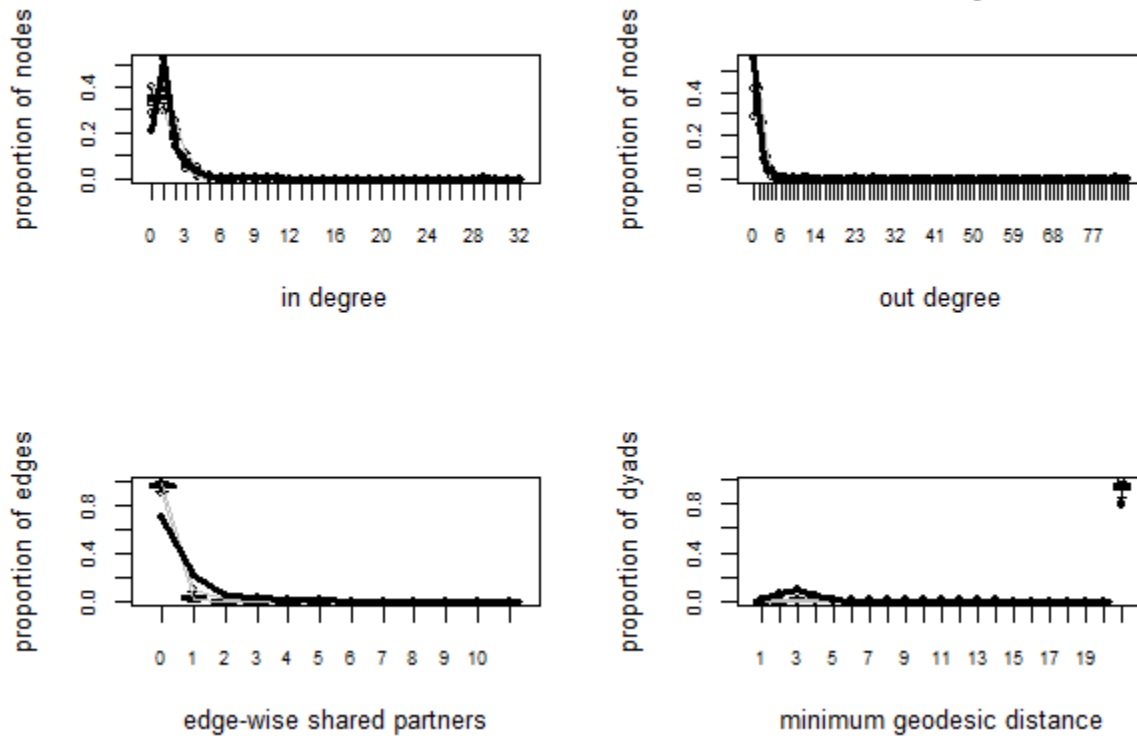 proportion of nodes
0.4
0.2
0.0
0 3 6 9 12 16 20 24 28 32
in degree
proportion of nodes
0.4
0.2
0.0
0 6 14 23 32 41 50 59 68 77
out degree
proportion of edges
0.8
0.4
0.0
0 1 2 3 4 5 6 7 8 9 10
edge-wise shared partners
proportion of dyads
0.8
0.4
0.0
1 3 5 7 9 11 13 15 17 19
minimum geodesic distance